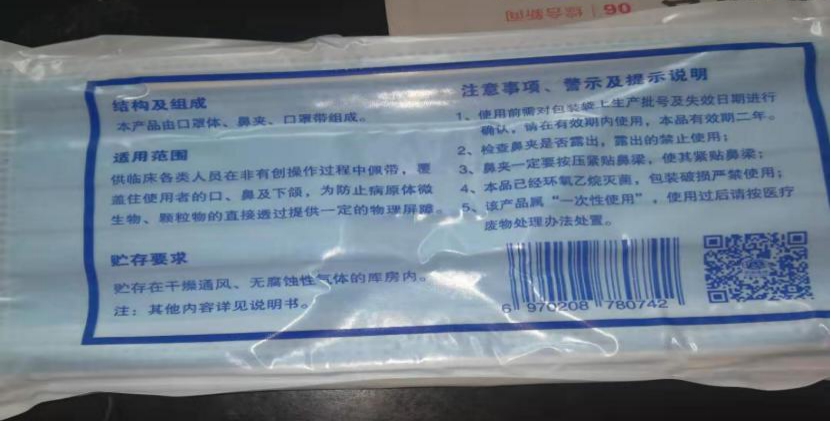 综合新闻 | 06
结构及组成
本产品由口罩体、鼻夹、口罩带组成。
适用范围
供临床各类人员在非有创操作过程中佩带，覆
盖住使用者的口、鼻及下颌，为防止病原体微
生物、颗粒物的直接透过提供一定的物理屏障。
贮存要求
贮存在干燥通风、无腐蚀性气体的库房内。
注：其他内容详见说明书。
注意事项、警示及提示说明
1、使用前需对包装袋上生产批号及失效日期进行
确认，请在有效期内使用，本品有效期二年。
2、检查鼻夹是否露出，露出的禁止使用；
3、鼻夹一定要按压紧贴鼻梁，使其紧贴鼻梁；
4、本品已经环氧乙烷灭菌，包装破损严禁使用；
5、该产品属“一次性使用”，使用过后请按医疗
废物处理办法处置。
6 970208 780742